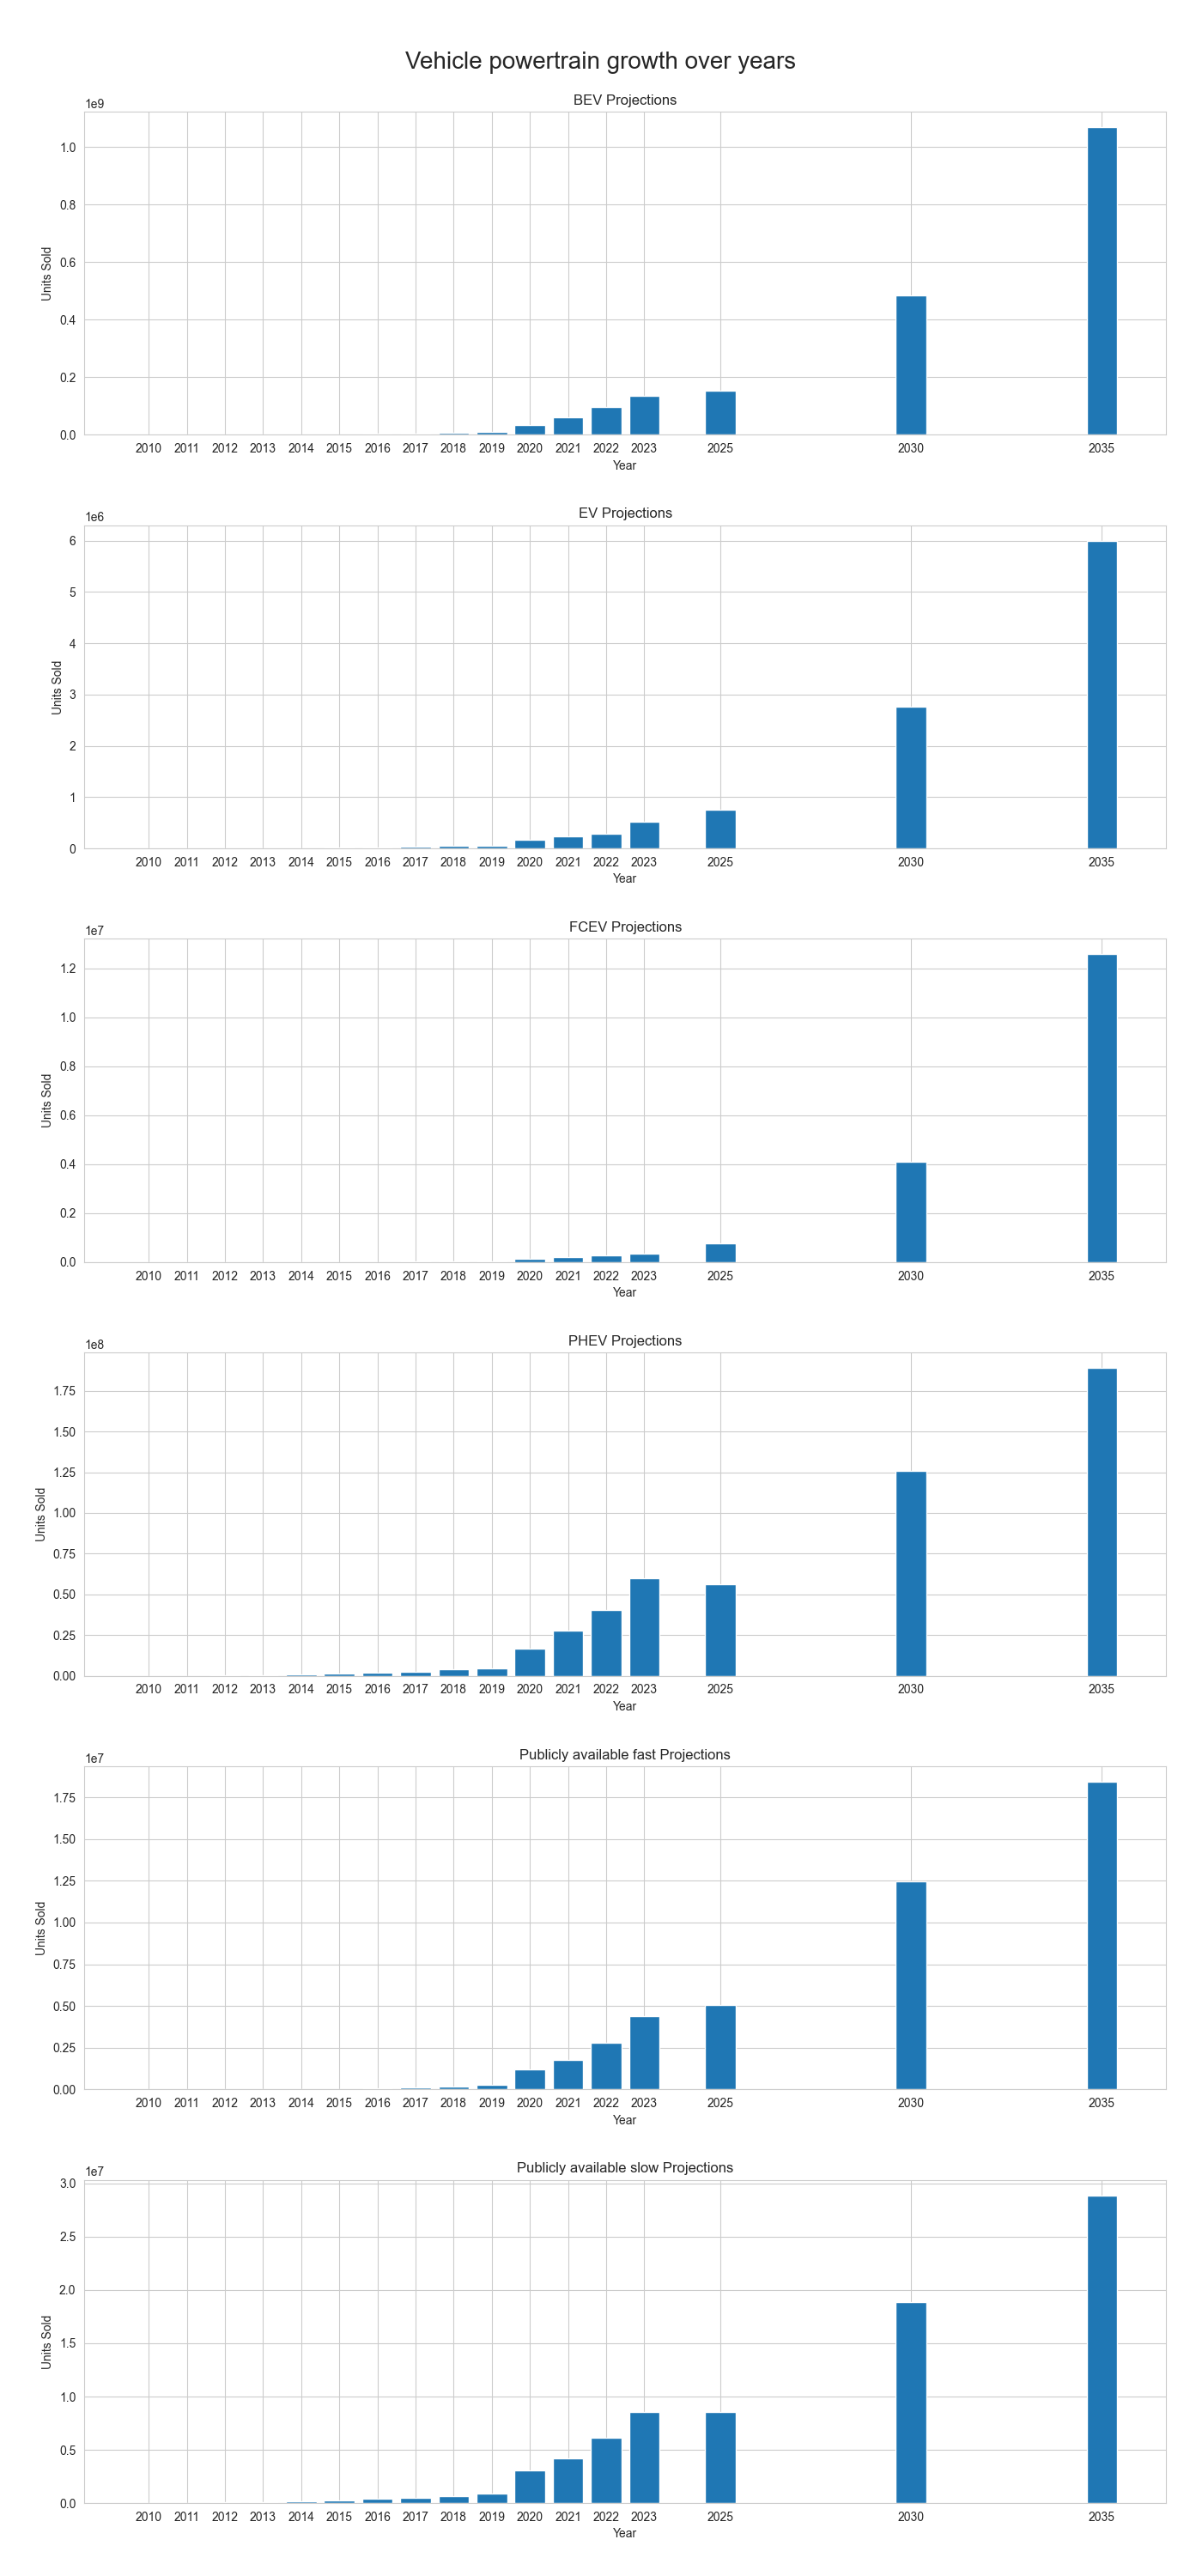 Vehicle powertrain growth over years
BEV Projections
1e9
1.0
0.8
0.6
0.4
0.2
0.0
Units Sold
2010 2011 2012 2013 2014 2015 2016 2017 2018 2019 2020 2021 2022 2023 2025 2030 2035
Year
EV Projections
1e6
6
5
4
3
2
1
0
Units Sold
2010 2011 2012 2013 2014 2015 2016 2017 2018 2019 2020 2021 2022 2023 2025 2030 2035
Year
FCEV Projections
1e7
1.2
1.0
0.8
0.6
0.4
0.2
0.0
Units Sold
2010 2011 2012 2013 2014 2015 2016 2017 2018 2019 2020 2021 2022 2023 2025 2030 2035
Year
PHEV Projections
1e8
1.75
1.50
1.25
1.00
0.75
0.50
0.25
0.00
Units Sold
2010 2011 2012 2013 2014 2015 2016 2017 2018 2019 2020 2021 2022 2023 2025 2030 2035
Year
Publicly available fast Projections
1e7
1.75
1.50
1.25
1.00
0.75
0.50
0.25
0.00
Units Sold
2010 2011 2012 2013 2014 2015 2016 2017 2018 2019 2020 2021 2022 2023 2025 2030 2035
Year
Publicly available slow Projections
1e7
3.0
2.5
2.0
1.5
1.0
0.5
0.0
Units Sold
2010 2011 2012 2013 2014 2015 2016 2017 2018 2019 2020 2021 2022 2023 2025 2030 2035
Year